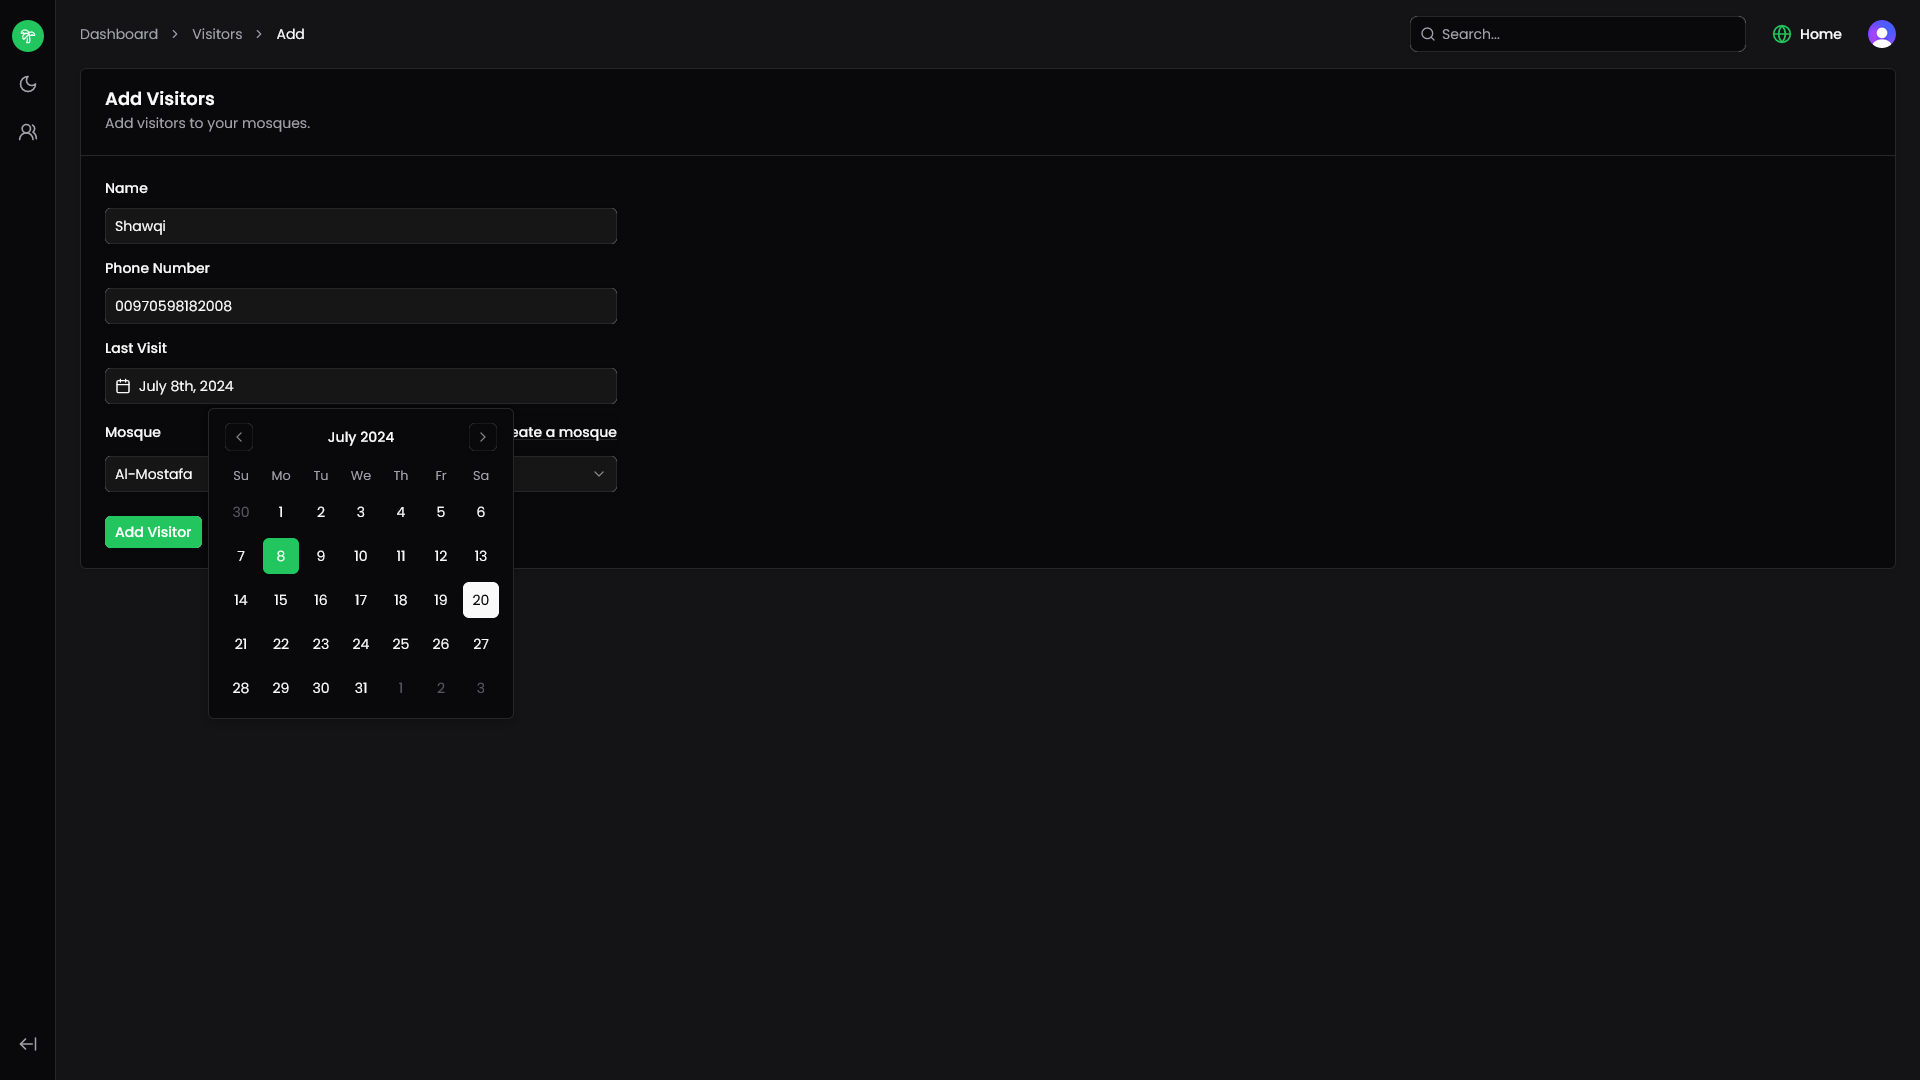 Dashboard > Visitors > Add
Search...
Home
Add Visitors
Add visitors to your mosques.
Name
Shawqi
Phone Number
00970598182008
Last Visit
July 8th, 2024
Mosque
eate a mosque
Al-Mostafa
July 2024
Su Mo Tu We Th Fr Sa
30 1 2 3 4 5 6
7 8 9 10 11 12 13
14 15 16 17 18 19 20
21 22 23 24 25 26 27
28 29 30 31 1 2 3
Add Visitor